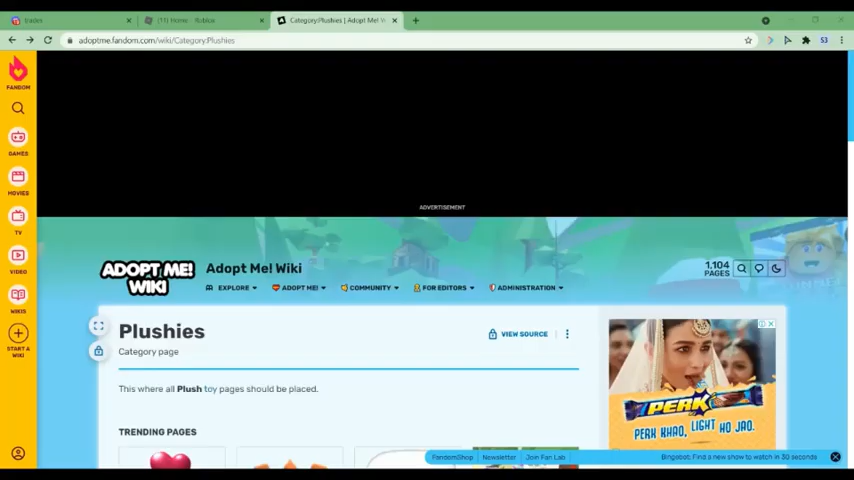 trades
(11) Home - Roblox
Category:Plushies | Adopt Me! W
adoptme.fandom.com/wiki/Category:Plushies
53
FANDOM
GAMES
MOVIES
TV
VIDEO
WIKIS
START A
WIKI
ADVERTISEMENT
ADOPT ME!
WIKI
Adopt Me! Wiki
1,104
PAGES
EXPLORE
ADOPT ME!
COMMUNITY
FOR EDITORS
ADMINISTRATION
Plushies
VIEW SOURCE
Category page
This where all Plush toy pages should be placed.
TRENDING PAGES
PERK
PERK KHAO, LIGHT HO JAO.
FandomShop
Newsletter
Join Fan Lab
Bingebot: Find a new show to watch in 30 seconds